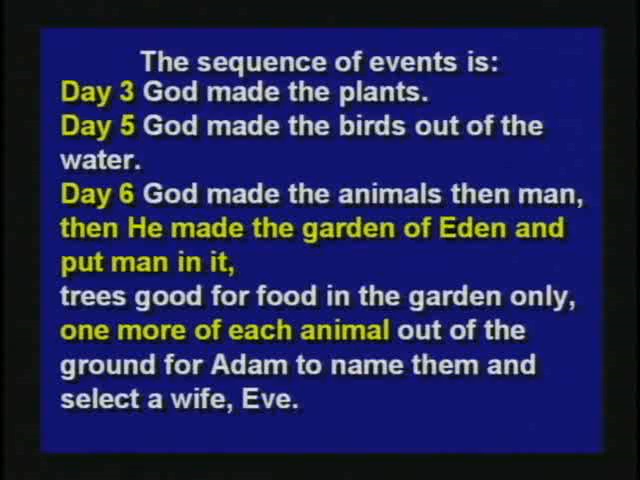 The sequence of events is:
Day 3 God made the plants.
Day 5 God made the birds out of the
water.
Day 6 God made the animals then man,
then He made the garden of Eden and
put man in it,
trees good for food in the garden only,
one more of each animal out of the
ground for Adam to name them and
select a wife, Eve.